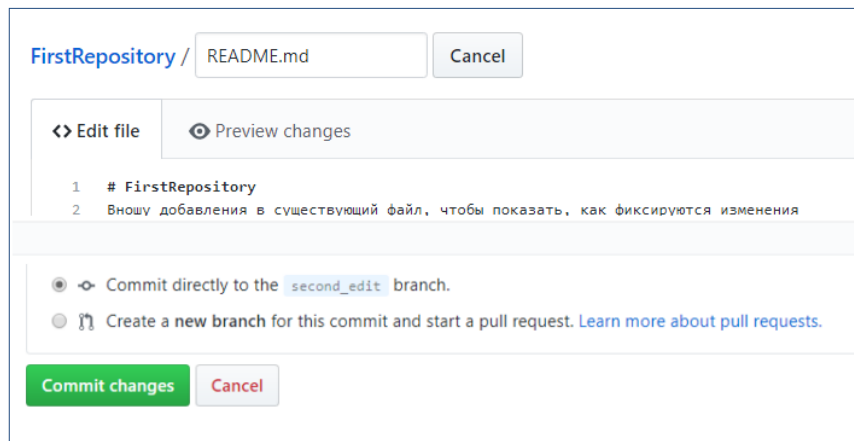 FirstRepository / README.md Cancel
<> Edit file Preview changes
1 # FirstRepository
2 Вношу добавления в существующий файл, чтобы показать, как фиксируются изменения
Commit directly to the second_edit branch.
Create a new branch for this commit and start a pull request. Learn more about pull requests.
Commit changes Cancel